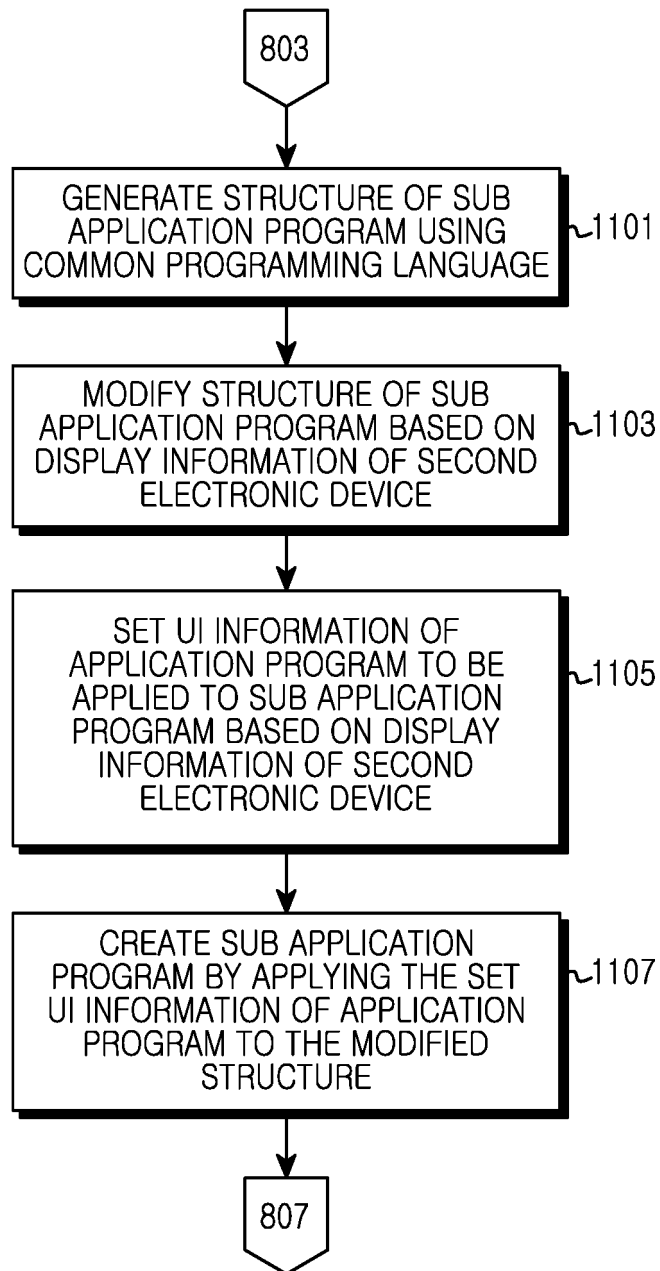 803
GENERATE STRUCTURE OF SUB
APPLICATION PROGRAM USING
COMMON PROGRAMMING LANGUAGE
1101
MODIFY STRUCTURE OF SUB
APPLICATION PROGRAM BASED ON
DISPLAY INFORMATION OF SECOND
ELECTRONIC DEVICE
1103
SET UI INFORMATION OF
APPLICATION PROGRAM TO BE
APPLIED TO SUB APPLICATION
PROGRAM BASED ON DISPLAY
INFORMATION OF SECOND
ELECTRONIC DEVICE
1105
CREATE SUB APPLICATION
PROGRAM BY APPLYING THE SET
UI INFORMATION OF APPLICATION
PROGRAM TO THE MODIFIED
STRUCTURE
1107
807